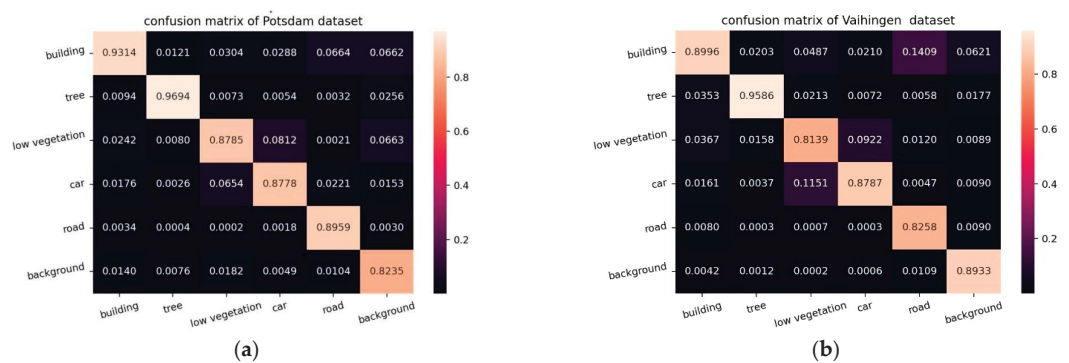 confusion matrix of Potsdam dataset
building 0.9314 0.0121 0.0304 0.0288 0.0664 0.0662
tree 0.0094 0.9694 0.0073 0.0054 0.0032 0.0256
low vegetation 0.0242 0.0080 0.8785 0.0812 0.0021 0.0663
car 0.0176 0.0026 0.0654 0.8778 0.0221 0.0153
road 0.0034 0.0004 0.0002 0.0018 0.8959 0.0030
background 0.0140 0.0076 0.0182 0.0049 0.0104 0.8235
building tree low vegetation car road background
0.8
0.6
0.4
0.2
(a)
confusion matrix of Vaihingen dataset
building 0.8996 0.0203 0.0487 0.0210 0.1409 0.0621
tree 0.0353 0.9586 0.0213 0.0072 0.0058 0.0177
low vegetation 0.0367 0.0158 0.8139 0.0922 0.0120 0.0089
car 0.0161 0.0037 0.1151 0.8787 0.0047 0.0090
road 0.0080 0.0003 0.0007 0.0003 0.8258 0.0090
background 0.0042 0.0012 0.0002 0.0006 0.0109 0.8933
building tree low vegetation car road background
0.8
0.6
0.4
0.2
(b)